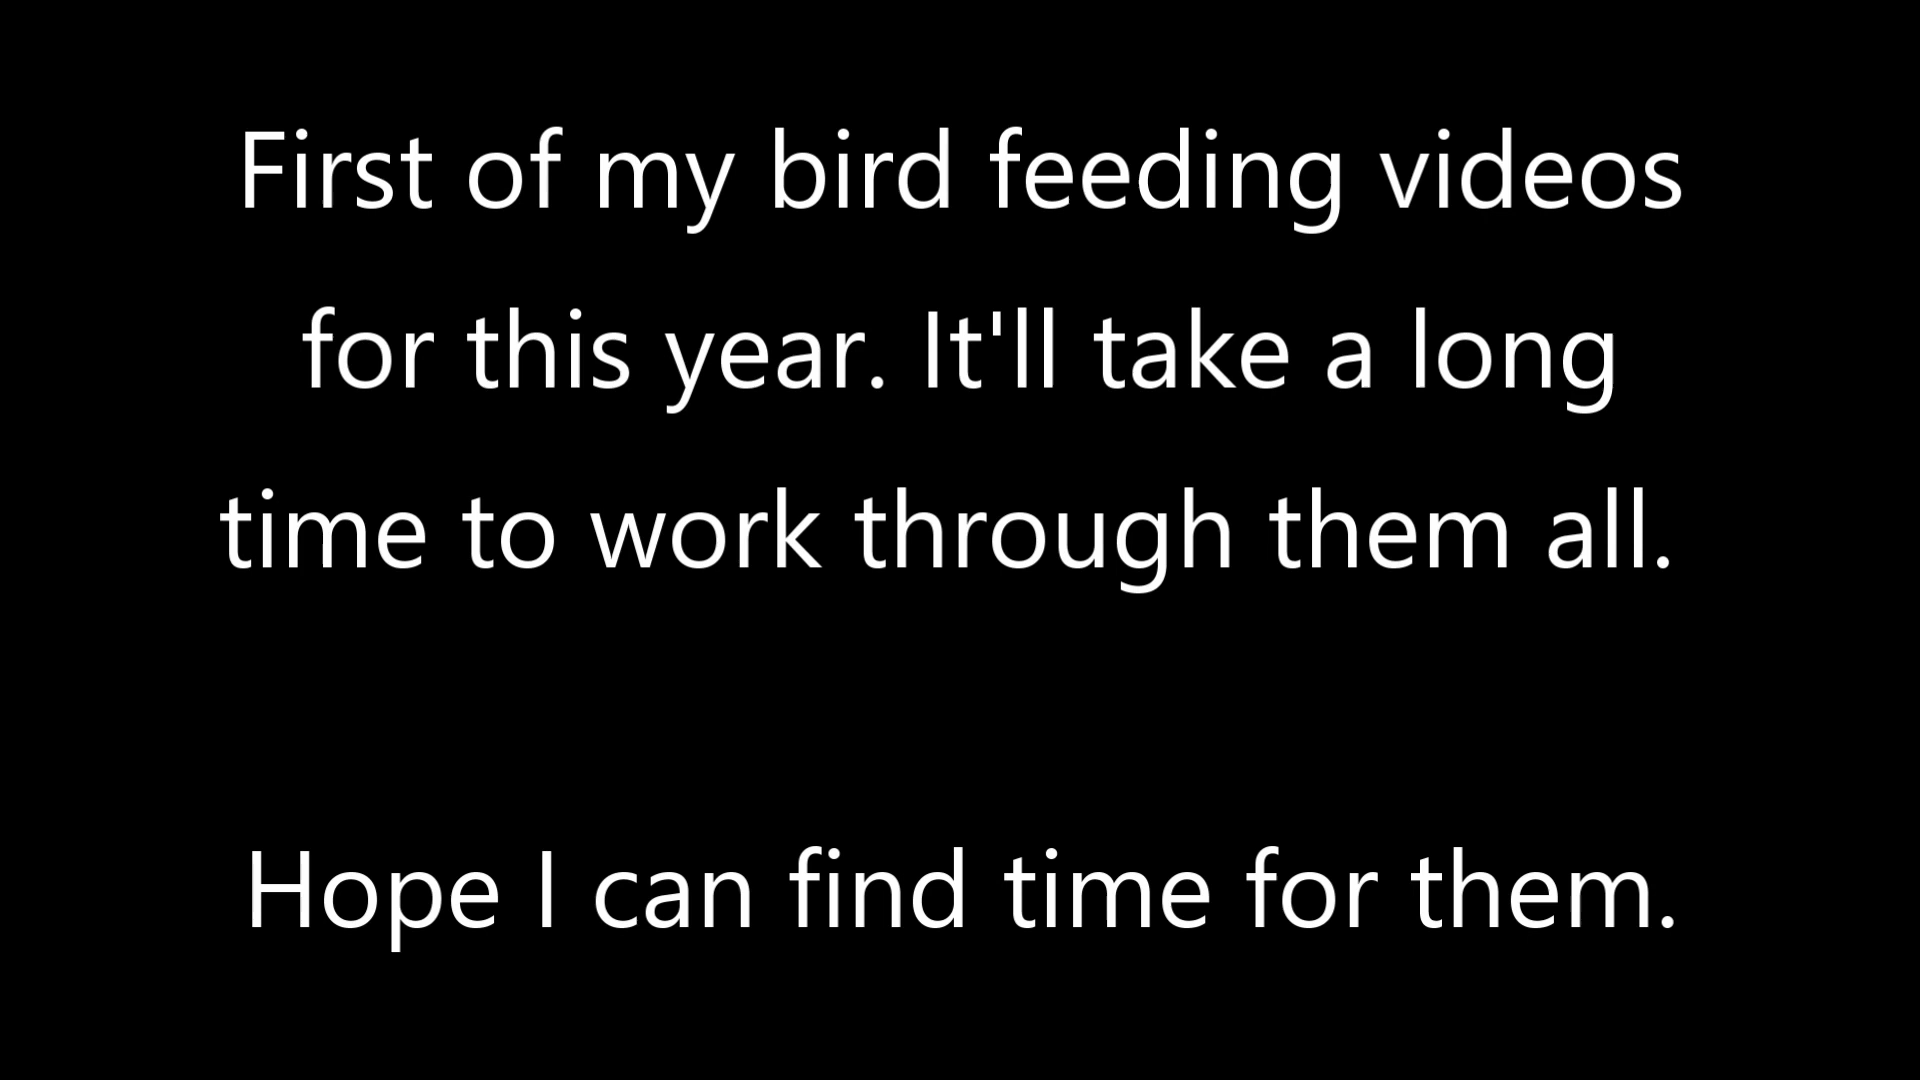 First of my bird feeding videos
for this year. It'll take a long
time to work through them all.
Hope I can find time for them.